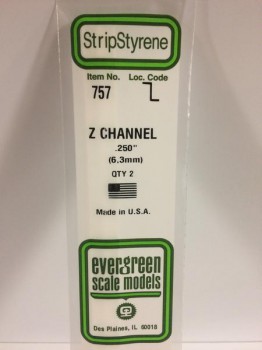 StripStyrene
Item No. Loc. Code
757
Z CHANNEL
.250"
(6.3mm)
QTY 2
Made in U.S.A.
evergreen
scale models
Des Plaines, IL 60018